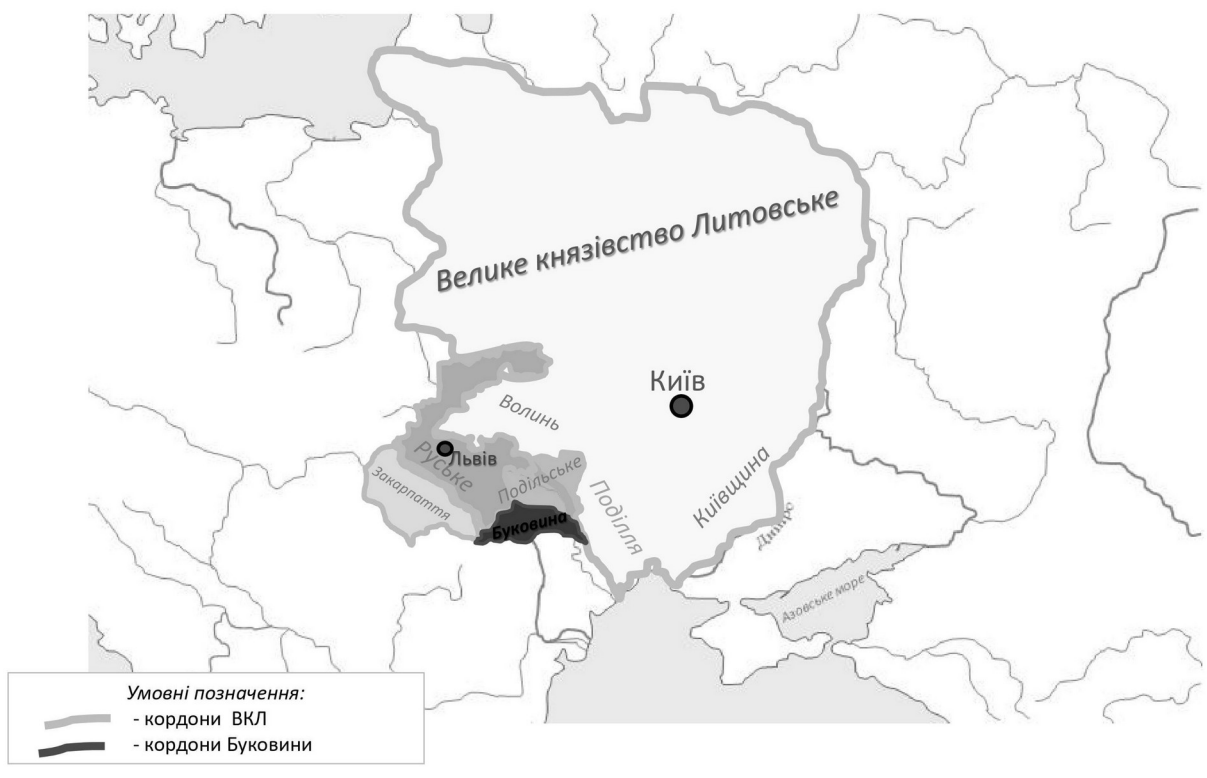 Велике князівство Литовське
Київ
Волинь
Львів
Руське
Подільське
Закарпаття
Буковина
Поділля
Київщина
Дніпро
Азовське море
Умовні позначення:
- кордони ВКЛ
- кордони Буковини